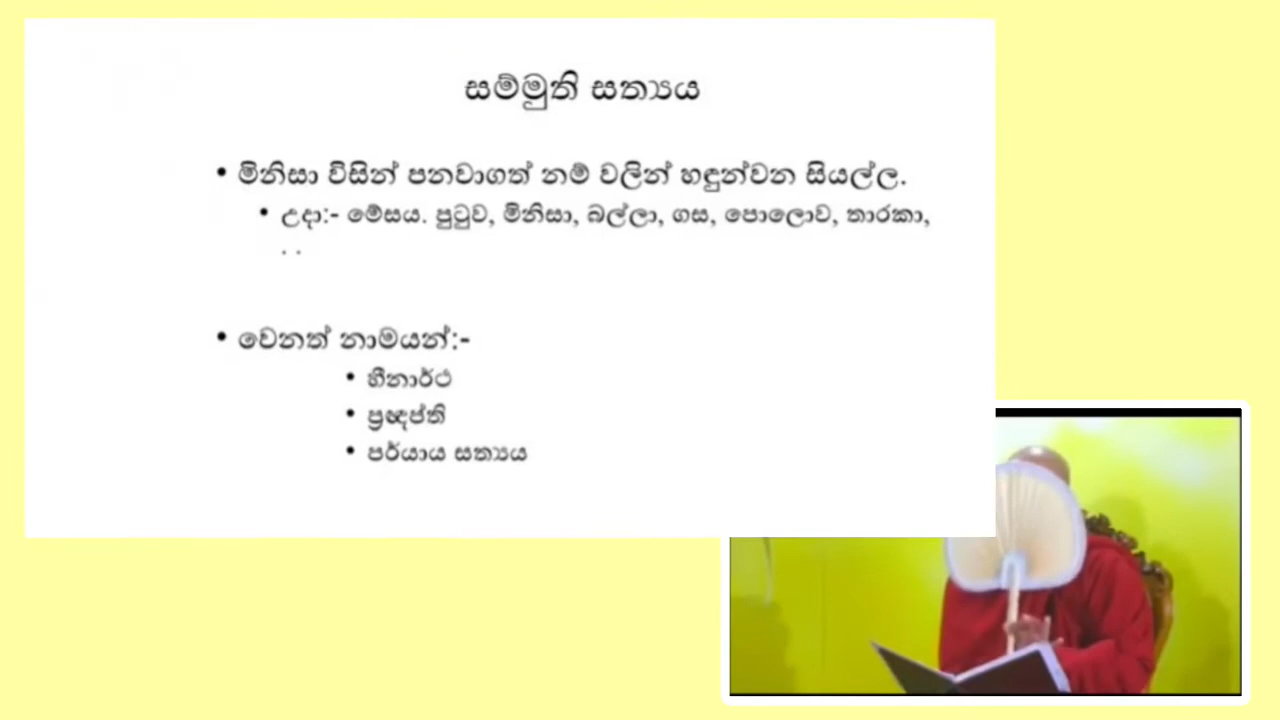 සම්මුති සත්‍යය
• මිනිසා විසින් පනවාගත් නම් වලින් හඳුන්වන සියල්ල.
• උදා:- මේසය. පුටුව, මිනිසා, බල්ලා, ගස, පොලොව, තාරකා,
. .
• වෙනත් නාමයන්:-
• හීනාර්ථ
• ප්‍රඥප්ති
• පර්යාය සත්‍යය